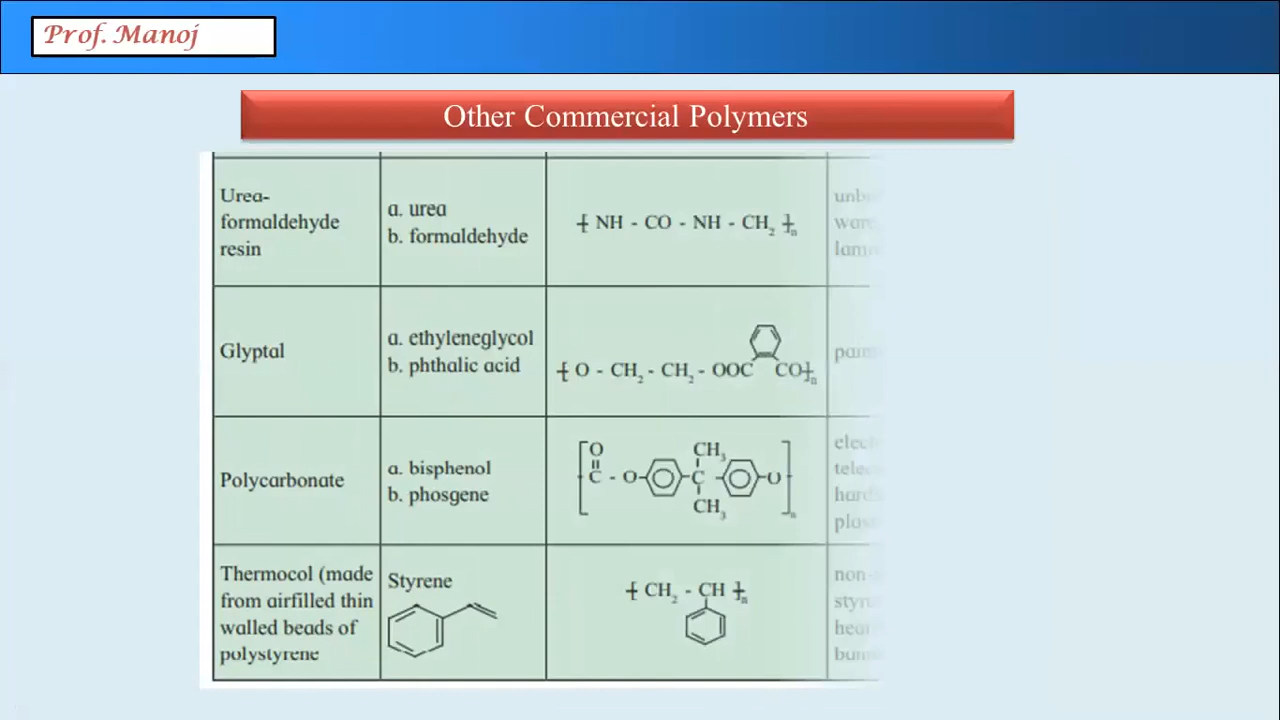 Prof. Manoj
Other Commercial Polymers
Urea-
formaldehyde
resin
a. urea
b. formaldehyde
[ NH - CO - NH - CH₂ ]n
Glyptal
a. ethyleneglycol
b. phthalic acid
[ O - CH₂ - CH₂ - OOC CO ]n
Polycarbonate
a. bisphenol
b. phosgene
O
CH₃
C - O C O
CH₃
n
Thermocol (made
from airfilled thin
walled beads of
polystyrene
Styrene
[ CH₂ - CH ]n